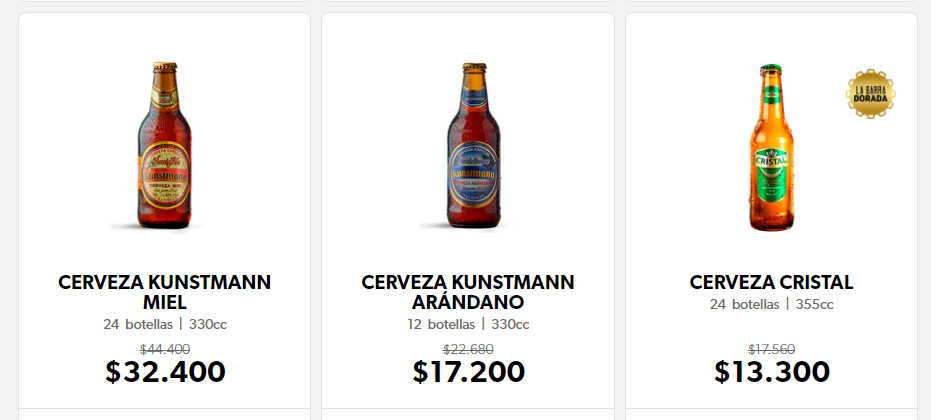 Kunstmann
CERVEZA MIEL
CERVEZA KUNSTMANN
MIEL
24 botellas | 330cc
$44.400
$32.400
Kunstmann
CERVEZA ARÁNDANO
CERVEZA KUNSTMANN
ARÁNDANO
12 botellas | 330cc
$22.680
$17.200
CRISTAL
LA BARRA
DORADA
CERVEZA CRISTAL
24 botellas | 355cc
$17.560
$13.300